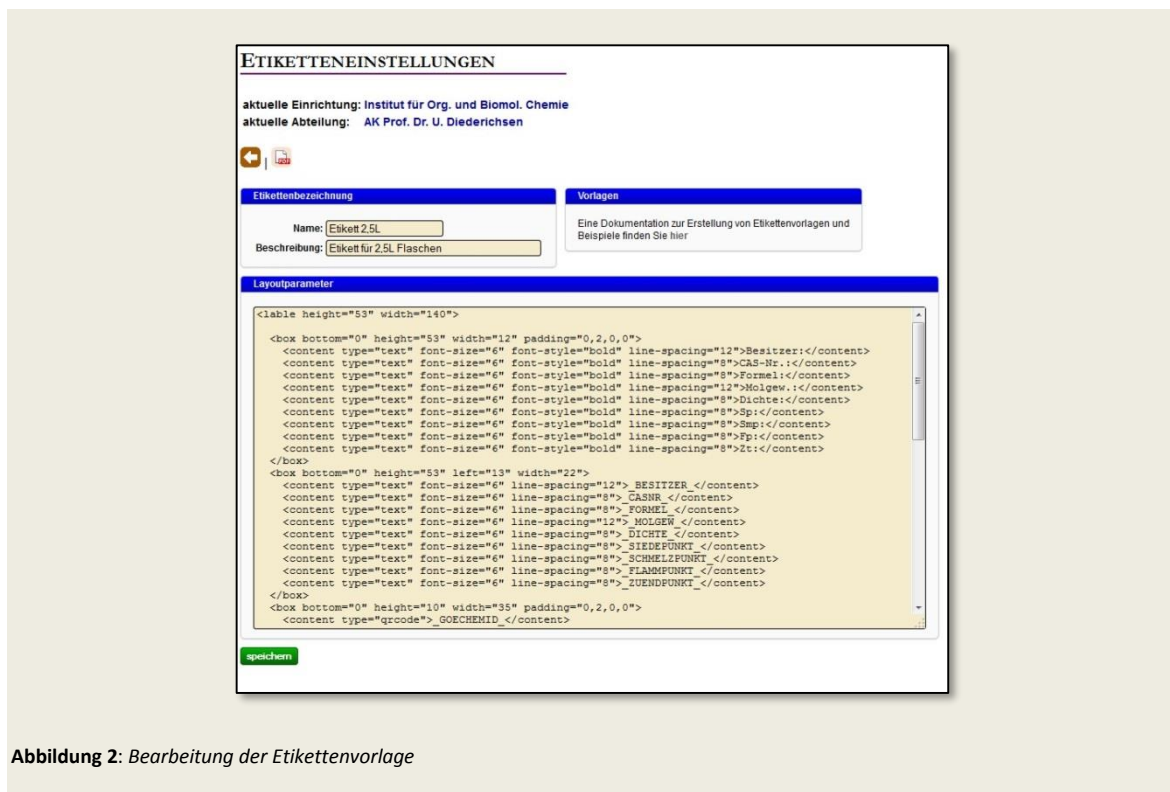 ETIKETTENEINSTELLUNGEN
aktuelle Einrichtung: Institut für Org. und Biomol. Chemie
aktuelle Abteilung: AK Prof. Dr. U. Diederichsen
|
PDF
Etikettenbezeichnung
Name: Etikett 2,5L
Beschreibung: Etikett für 2,5L Flaschen
Vorlagen
Eine Dokumentation zur Erstellung von Etikettenvorlagen und
Beispiele finden Sie hier
Layoutparameter
<lable height="53" width="140">
<box bottom="0" height="53" width="12" padding="0,2,0,0">
<content type="text" font-size="6" font-style="bold" line-spacing="12">Besitzer:</content>
<content type="text" font-size="6" font-style="bold" line-spacing="8">CAS-Nr.:</content>
<content type="text" font-size="6" font-style="bold" line-spacing="8">Formel:</content>
<content type="text" font-size="6" font-style="bold" line-spacing="12">Molgew.:</content>
<content type="text" font-size="6" font-style="bold" line-spacing="8">Dichte:</content>
<content type="text" font-size="6" font-style="bold" line-spacing="8">Sp:</content>
<content type="text" font-size="6" font-style="bold" line-spacing="8">Smp:</content>
<content type="text" font-size="6" font-style="bold" line-spacing="8">Fp:</content>
<content type="text" font-size="6" font-style="bold" line-spacing="8">Zt:</content>
</box>
<box bottom="0" height="53" left="13" width="22">
<content type="text" font-size="6" line-spacing="12">_BESITZER_</content>
<content type="text" font-size="6" line-spacing="8">_CASNR_</content>
<content type="text" font-size="6" line-spacing="8">_FORMEL_</content>
<content type="text" font-size="6" line-spacing="12">_MOLGEW_</content>
<content type="text" font-size="6" line-spacing="8">_DICHTE_</content>
<content type="text" font-size="6" line-spacing="8">_SIEDEPUNKT_</content>
<content type="text" font-size="6" line-spacing="8">_SCHMELZPUNKT_</content>
<content type="text" font-size="6" line-spacing="8">_FLAMMPUNKT_</content>
<content type="text" font-size="6" line-spacing="8">_ZUENDPUNKT_</content>
</box>
<box bottom="0" height="10" width="35" padding="0,2,0,0">
<content type="qrcode">_GOECHEMID_</content>
speichern
Abbildung 2: Bearbeitung der Etikettenvorlage